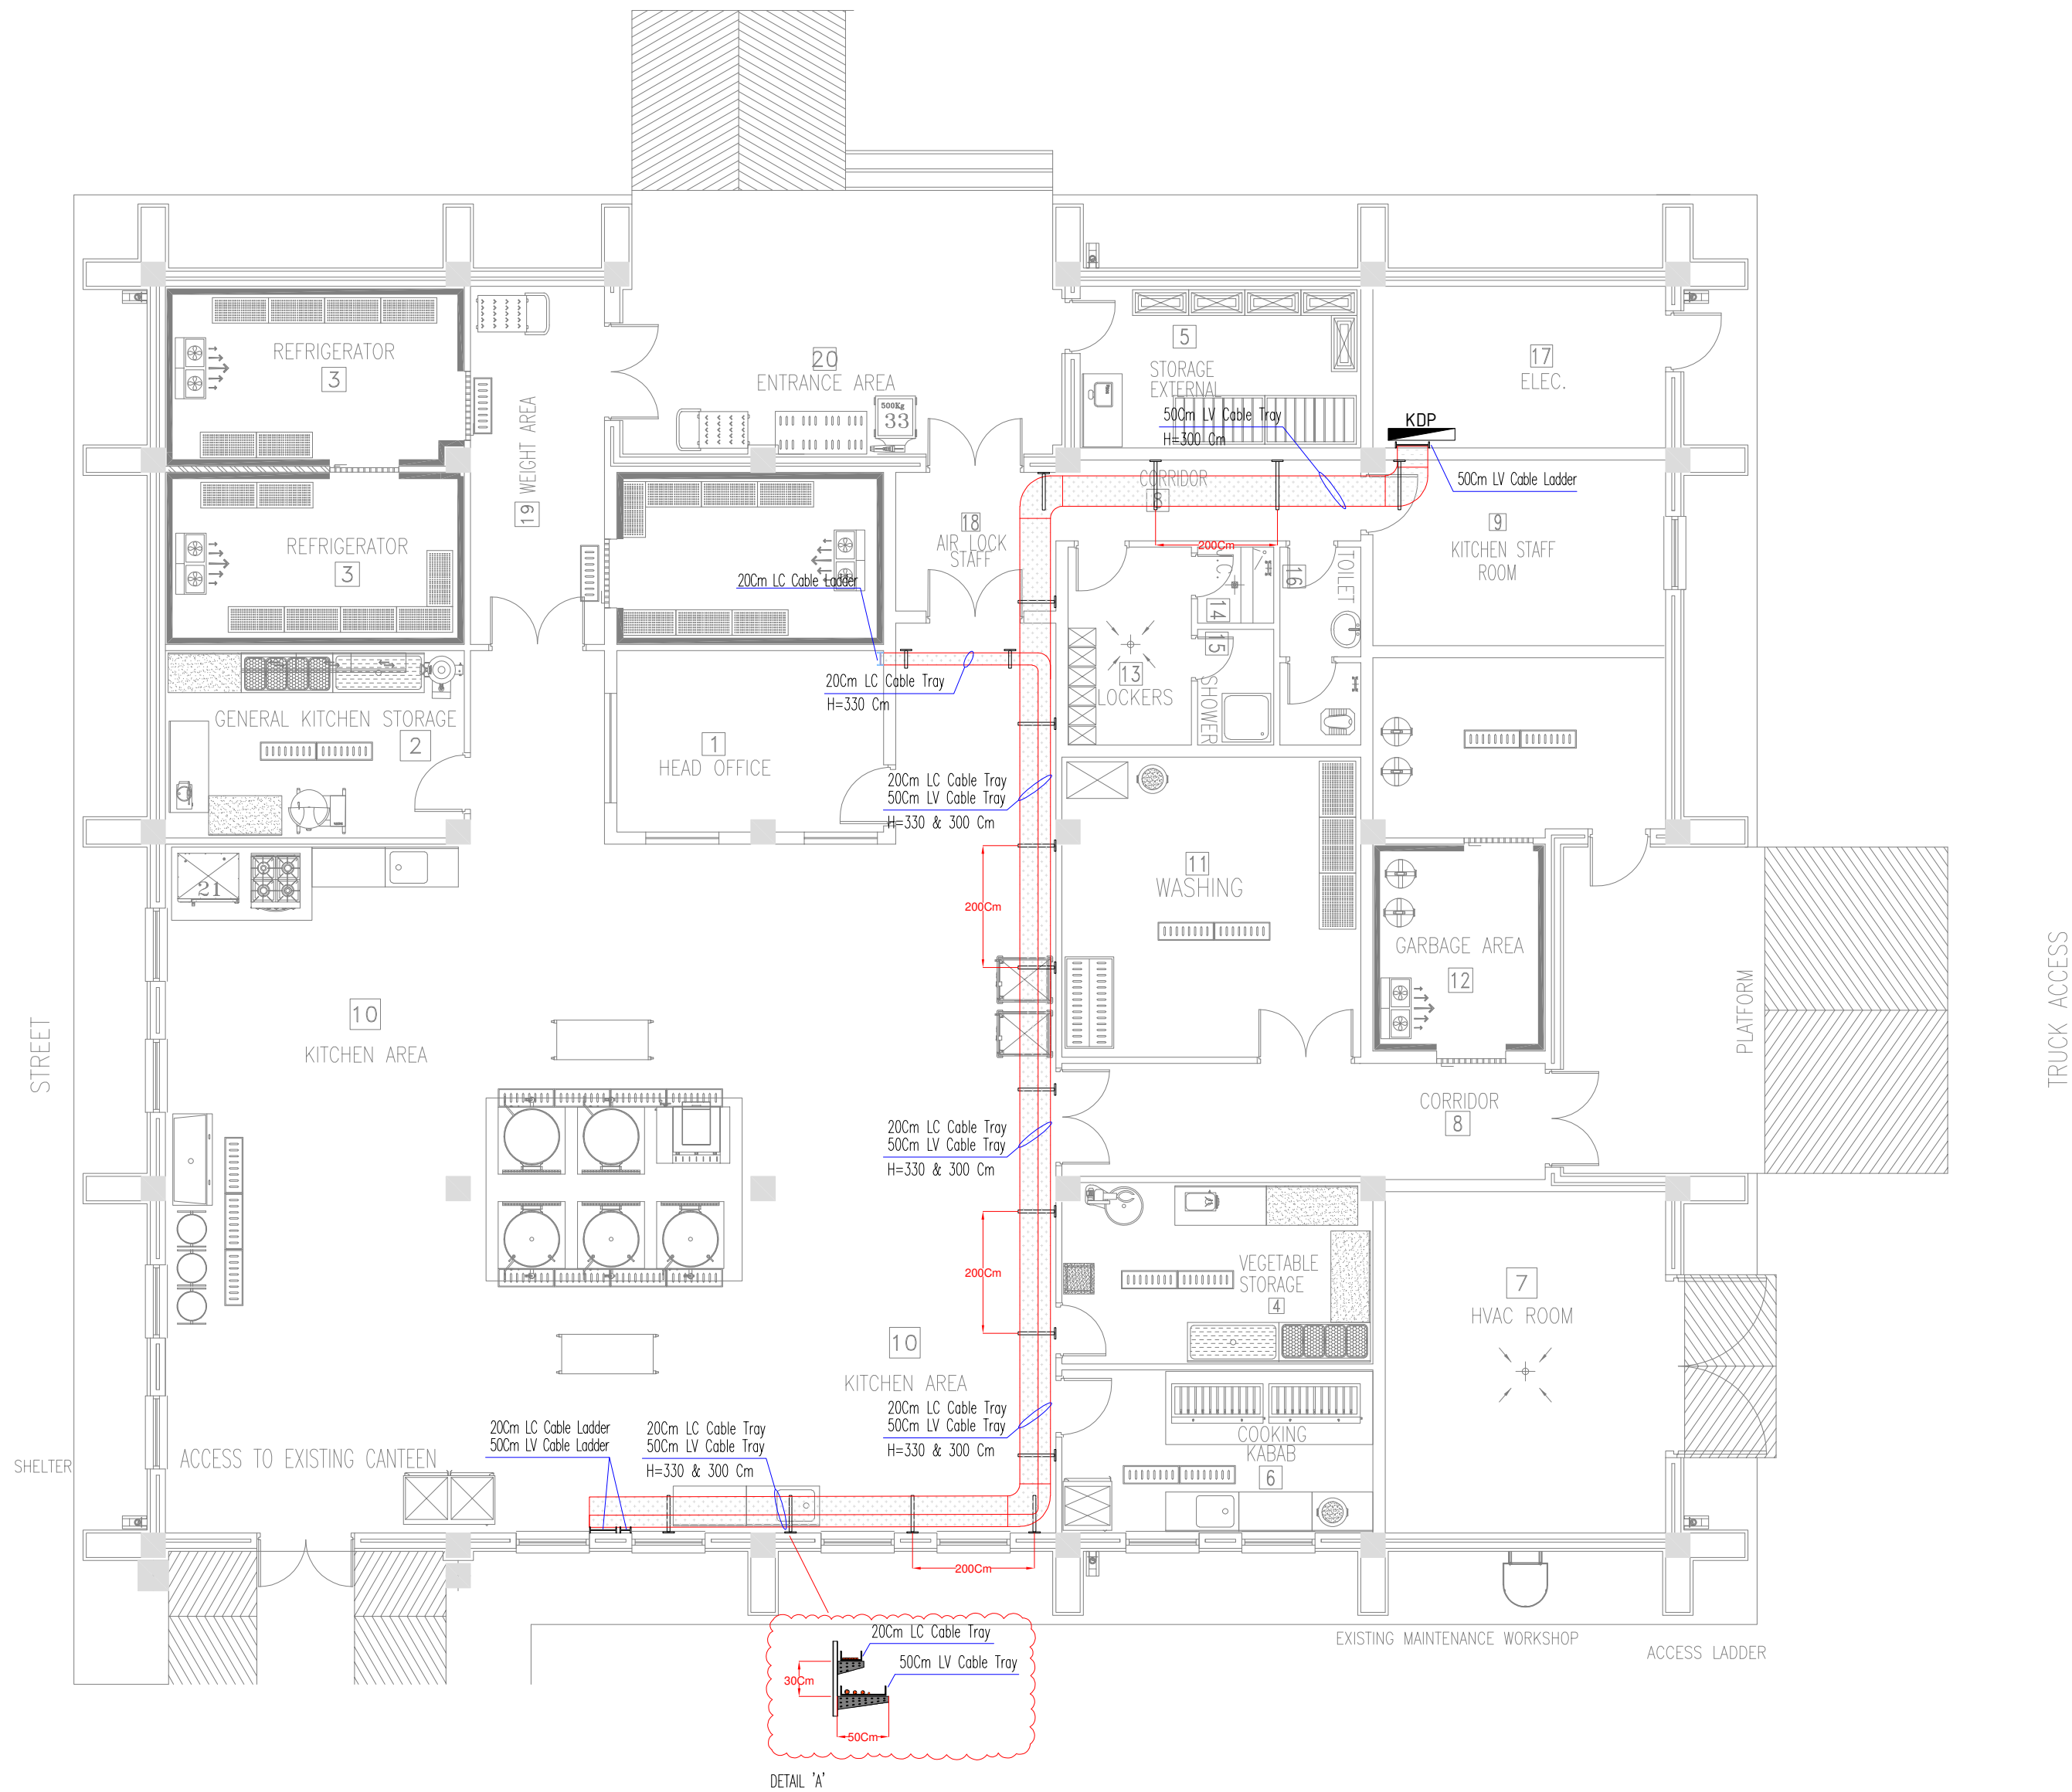 REFRIGERATOR
3
WEIGHT AREA
19
20
ENTRANCE AREA
500Kg
33
5
STORAGE
EXTERNAL
17
ELEC.
KDP
50Cm LV Cable Tray
H=300 Cm
50Cm LV Cable Ladder
CORRIDOR
8
200Cm
REFRIGERATOR
3
18
AIR LOCK
STAFF
20Cm LC Cable Ladder
9
KITCHEN STAFF
ROOM
TOILET
16
14
15
SHOWER
13
LOCKERS
20Cm LC Cable Tray
H=330 Cm
GENERAL KITCHEN STORAGE
2
1
HEAD OFFICE
20Cm LC Cable Tray
50Cm LV Cable Tray
H=330 & 300 Cm
21
200Cm
11
WASHING
GARBAGE AREA
12
PLATFORM
TRUCK ACCESS
STREET
10
KITCHEN AREA
CORRIDOR
8
20Cm LC Cable Tray
50Cm LV Cable Tray
H=330 & 300 Cm
200Cm
VEGETABLE
STORAGE
4
7
HVAC ROOM
10
KITCHEN AREA
20Cm LC Cable Tray
50Cm LV Cable Tray
H=330 & 300 Cm
COOKING
KABAB
6
20Cm LC Cable Ladder
50Cm LV Cable Ladder
20Cm LC Cable Tray
50Cm LV Cable Tray
H=330 & 300 Cm
ACCESS TO EXISTING CANTEEN
SHELTER
200Cm
EXISTING MAINTENANCE WORKSHOP
ACCESS LADDER
20Cm LC Cable Tray
50Cm LV Cable Tray
30Cm
50Cm
DETAIL 'A'